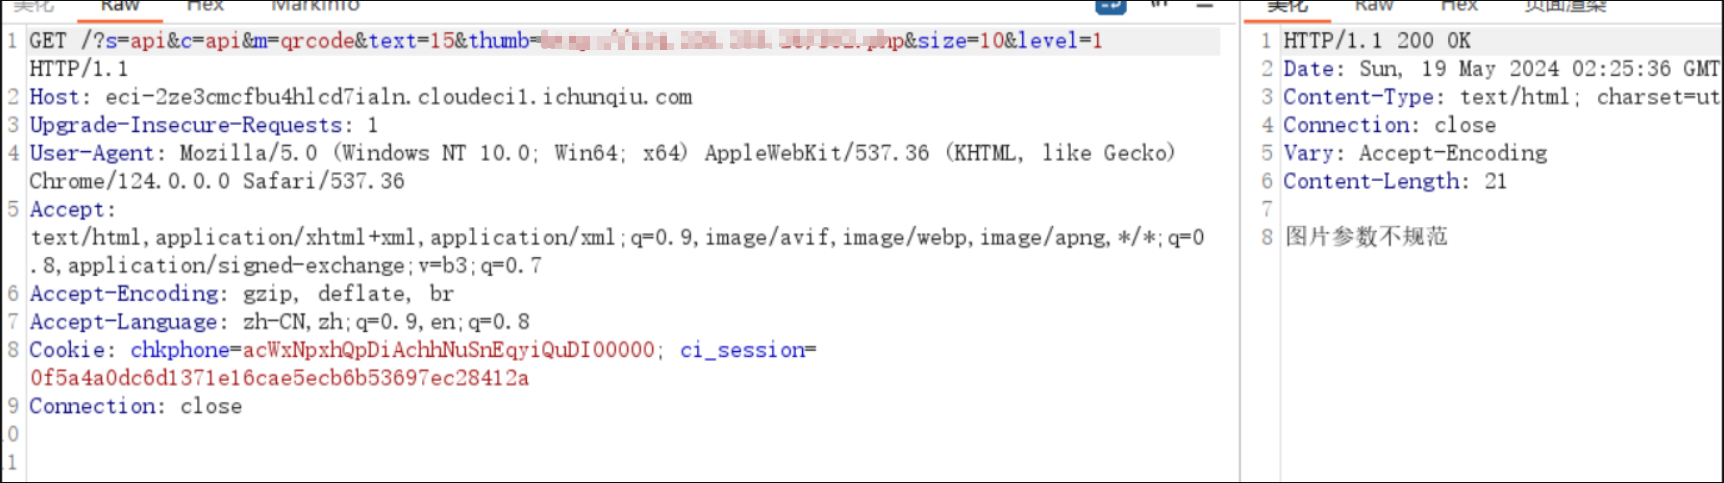 美化 Raw Hex MarkInfo \n
1 GET /?s=api&c=api&m=qrcode&text=15&thumb= php&size=10&level=1
HTTP/1.1
2 Host: eci-2ze3cmcfbu4hlcd7ialn.cloudeci1.ichunqiu.com
3 Upgrade-Insecure-Requests: 1
4 User-Agent: Mozilla/5.0 (Windows NT 10.0; Win64; x64) AppleWebKit/537.36 (KHTML, like Gecko)
Chrome/124.0.0.0 Safari/537.36
5 Accept:
text/html,application/xhtml+xml,application/xml;q=0.9,image/avif,image/webp,image/apng,*/*;q=0
.8,application/signed-exchange;v=b3;q=0.7
6 Accept-Encoding: gzip, deflate, br
7 Accept-Language: zh-CN,zh;q=0.9,en;q=0.8
8 Cookie: chkphone=acWxNpxhQpDiAchhNuSnEqyiQuDI00000; ci_session=
0f5a4a0dc6d1371e16cae5ecb6b53697ec28412a
9 Connection: close
10
11
美化 Raw Hex 页面渲染
1 HTTP/1.1 200 OK
2 Date: Sun, 19 May 2024 02:25:36 GMT
3 Content-Type: text/html; charset=ut
4 Connection: close
5 Vary: Accept-Encoding
6 Content-Length: 21
7
8 图片参数不规范